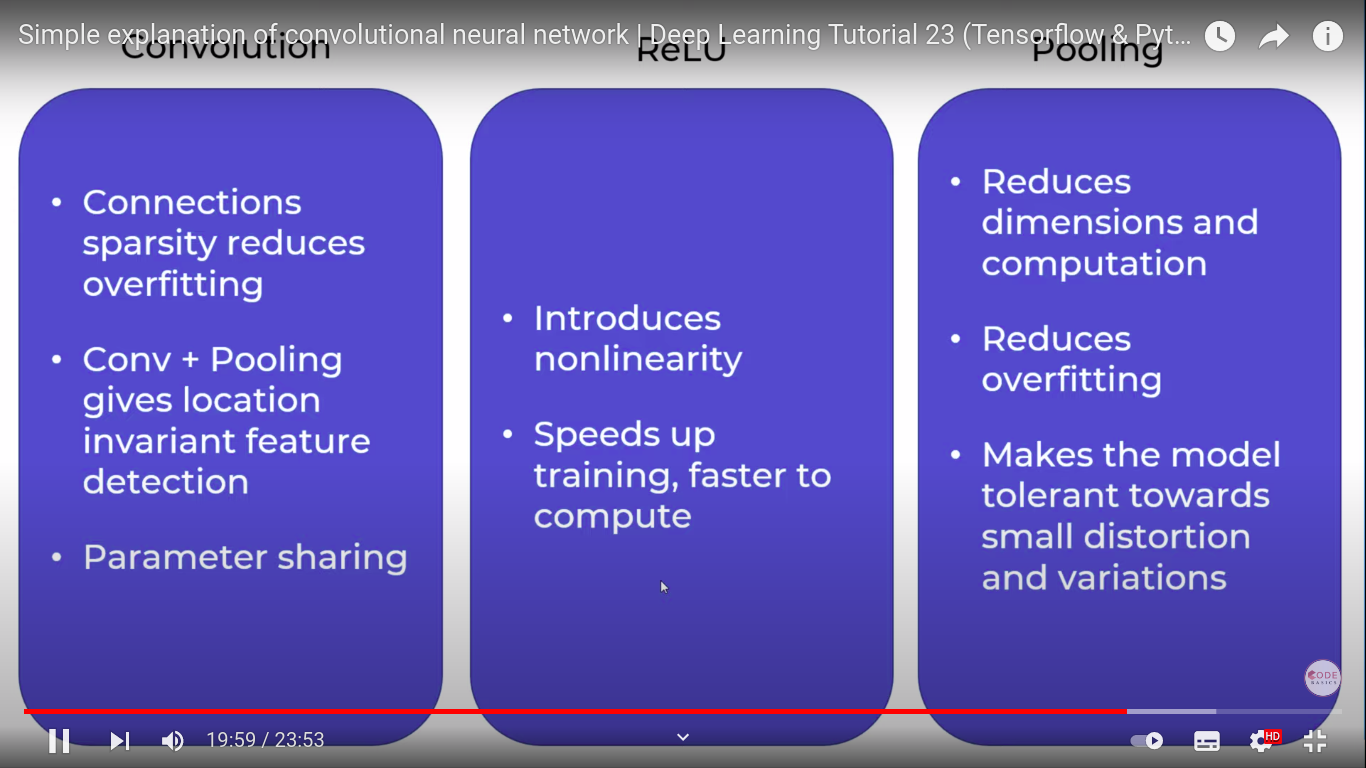 Simple explanation of convolutional neural network | Deep Learning Tutorial 23 (Tensorflow & Pyt...
Convolution
ReLU
Pooling
• Connections
sparsity reduces
overfitting
• Conv + Pooling
gives location
invariant feature
detection
• Parameter sharing
• Introduces
nonlinearity
• Speeds up
training, faster to
compute
• Reduces
dimensions and
computation
• Reduces
overfitting
• Makes the model
tolerant towards
small distortion
and variations
CODE
BASICS
19:59 / 23:53
HD